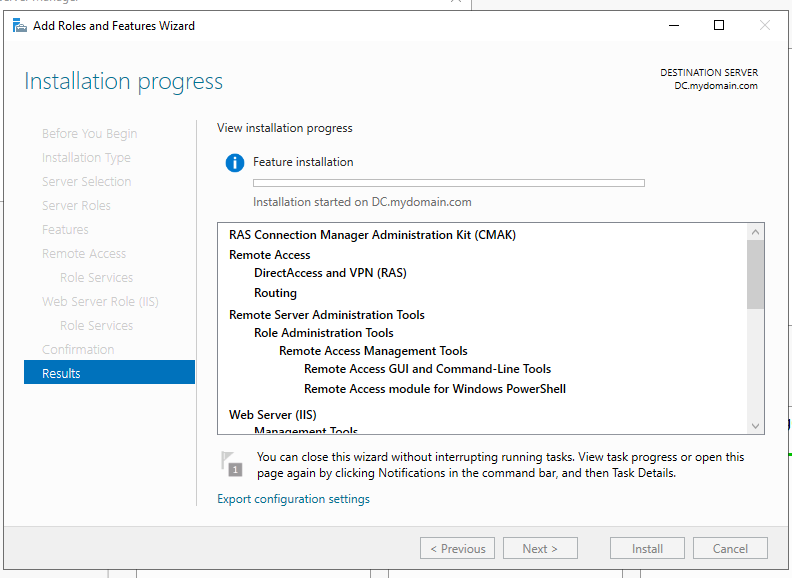 Add Roles and Features Wizard
Installation progress
DESTINATION SERVER
DC.mydomain.com
Before You Begin
Installation Type
Server Selection
Server Roles
Features
Remote Access
Role Services
Web Server Role (IIS)
Role Services
Confirmation
Results
View installation progress
Feature installation
Installation started on DC.mydomain.com
RAS Connection Manager Administration Kit (CMAK)
Remote Access
DirectAccess and VPN (RAS)
Routing
Remote Server Administration Tools
Role Administration Tools
Remote Access Management Tools
Remote Access GUI and Command-Line Tools
Remote Access module for Windows PowerShell
Web Server (IIS)
Management Tools
1
You can close this wizard without interrupting running tasks. View task progress or open this
page again by clicking Notifications in the command bar, and then Task Details.
Export configuration settings
< Previous
Next >
Install
Cancel